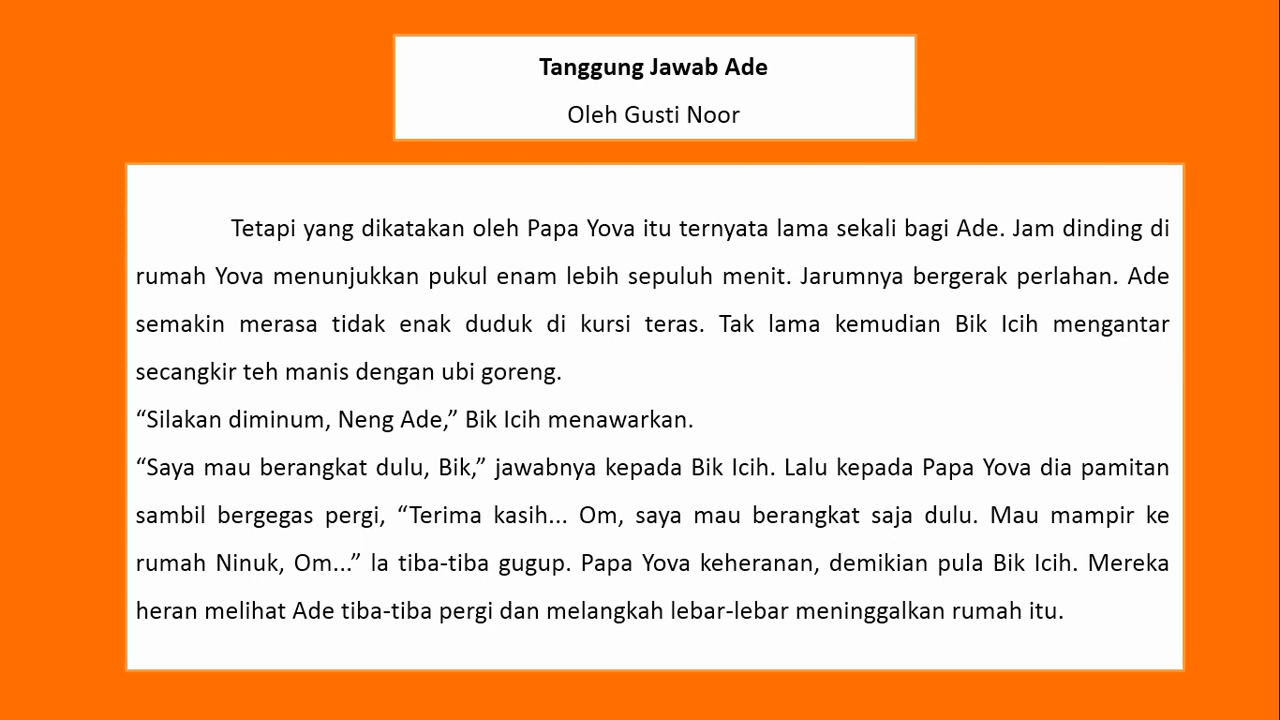 Tanggung Jawab Ade
Oleh Gusti Noor
Tetapi yang dikatakan oleh Papa Yova itu ternyata lama sekali bagi Ade. Jam dinding di
rumah Yova menunjukkan pukul enam lebih sepuluh menit. Jarumnya bergerak perlahan. Ade
semakin merasa tidak enak duduk di kursi teras. Tak lama kemudian Bik Icih mengantar
secangkir teh manis dengan ubi goreng.
“Silakan diminum, Neng Ade,” Bik Icih menawarkan.
“Saya mau berangkat dulu, Bik,” jawabnya kepada Bik Icih. Lalu kepada Papa Yova dia pamitan
sambil bergegas pergi, “Terima kasih... Om, saya mau berangkat saja dulu. Mau mampir ke
rumah Ninuk, Om...” la tiba-tiba gugup. Papa Yova keheranan, demikian pula Bik Icih. Mereka
heran melihat Ade tiba-tiba pergi dan melangkah lebar-lebar meninggalkan rumah itu.